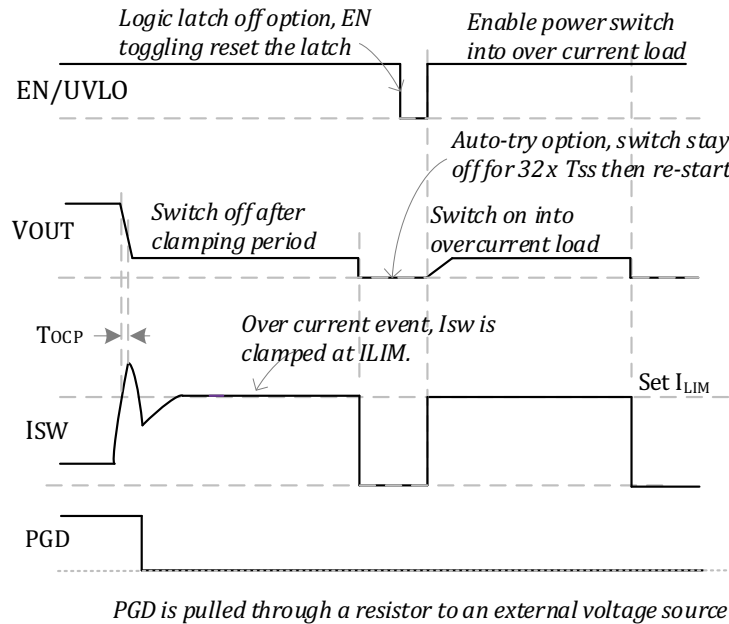 Logic latch off option, EN
toggling reset the latch
Enable power switch
into over current load
EN/UVLO
Auto-try option, switch stay
off for 32x Tss then re-start
VOUT
Switch off after
clamping period
Switch on into
overcurrent load
TOCP
Over current event, Isw is
clamped at ILIM.
Set ILIM
ISW
PGD
PGD is pulled through a resistor to an external voltage source